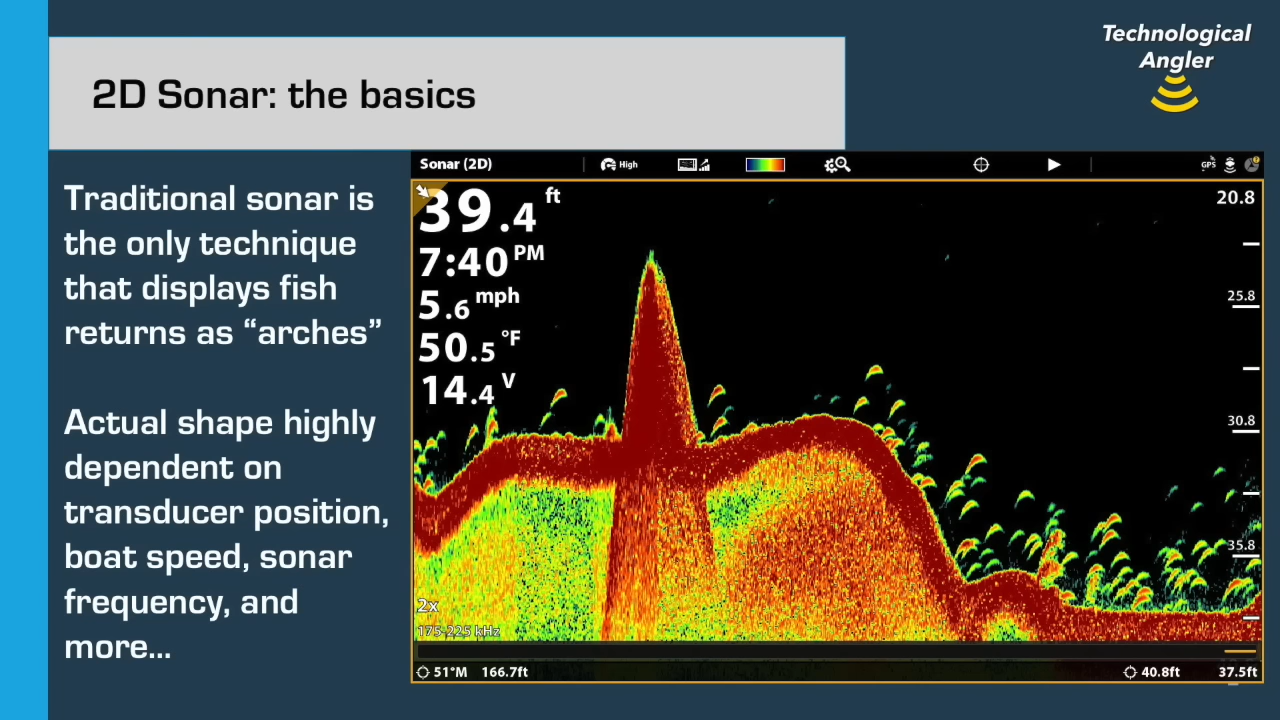 Technological
Angler
2D Sonar: the basics
Traditional sonar is
the only technique
that displays fish
returns as “arches”
Actual shape highly
dependent on
transducer position,
boat speed, sonar
frequency, and
more...
Sonar (2D)
High
GPS
39.4 ft
7:40 PM
5.6 mph
50.5 °F
14.4 V
20.8
25.8
30.8
35.8
2x
175-225 kHz
51°M 166.7ft
40.8ft 37.5ft